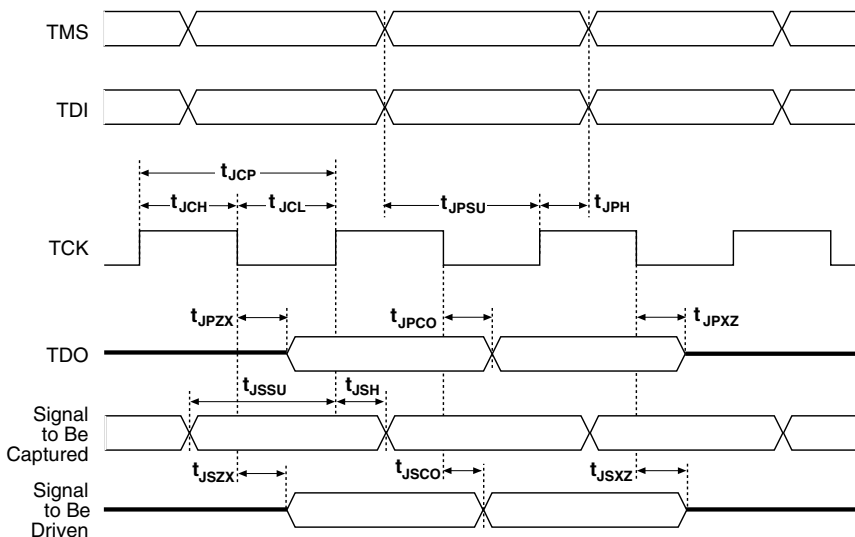 TMS
TDI
tJCP
tJCH
tJCL
tJPSU
tJPH
TCK
tJPZX
tJPCO
tJPXZ
TDO
tJSSU
tJSH
Signal
to Be
Captured
tJSZX
tJSCO
tJSXZ
Signal
to Be
Driven